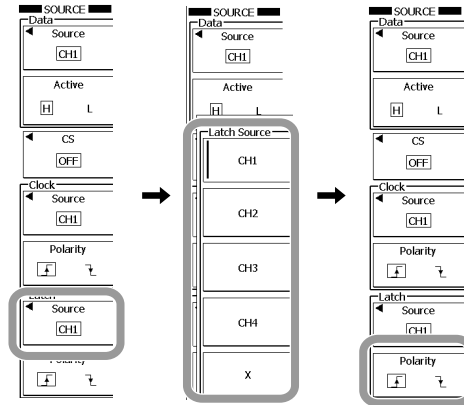 SOURCE
Data
Source
CH1
Active
H L
CS
OFF
Clock
Source
CH1
Polarity
Latch
Source
CH1
Polarity
SOURCE
Data
Source
CH1
Active
H L
Latch Source
CH1
CH2
CH3
CH4
X
SOURCE
Data
Source
CH1
Active
H L
CS
OFF
Clock
Source
CH1
Polarity
Latch
Source
CH1
Polarity